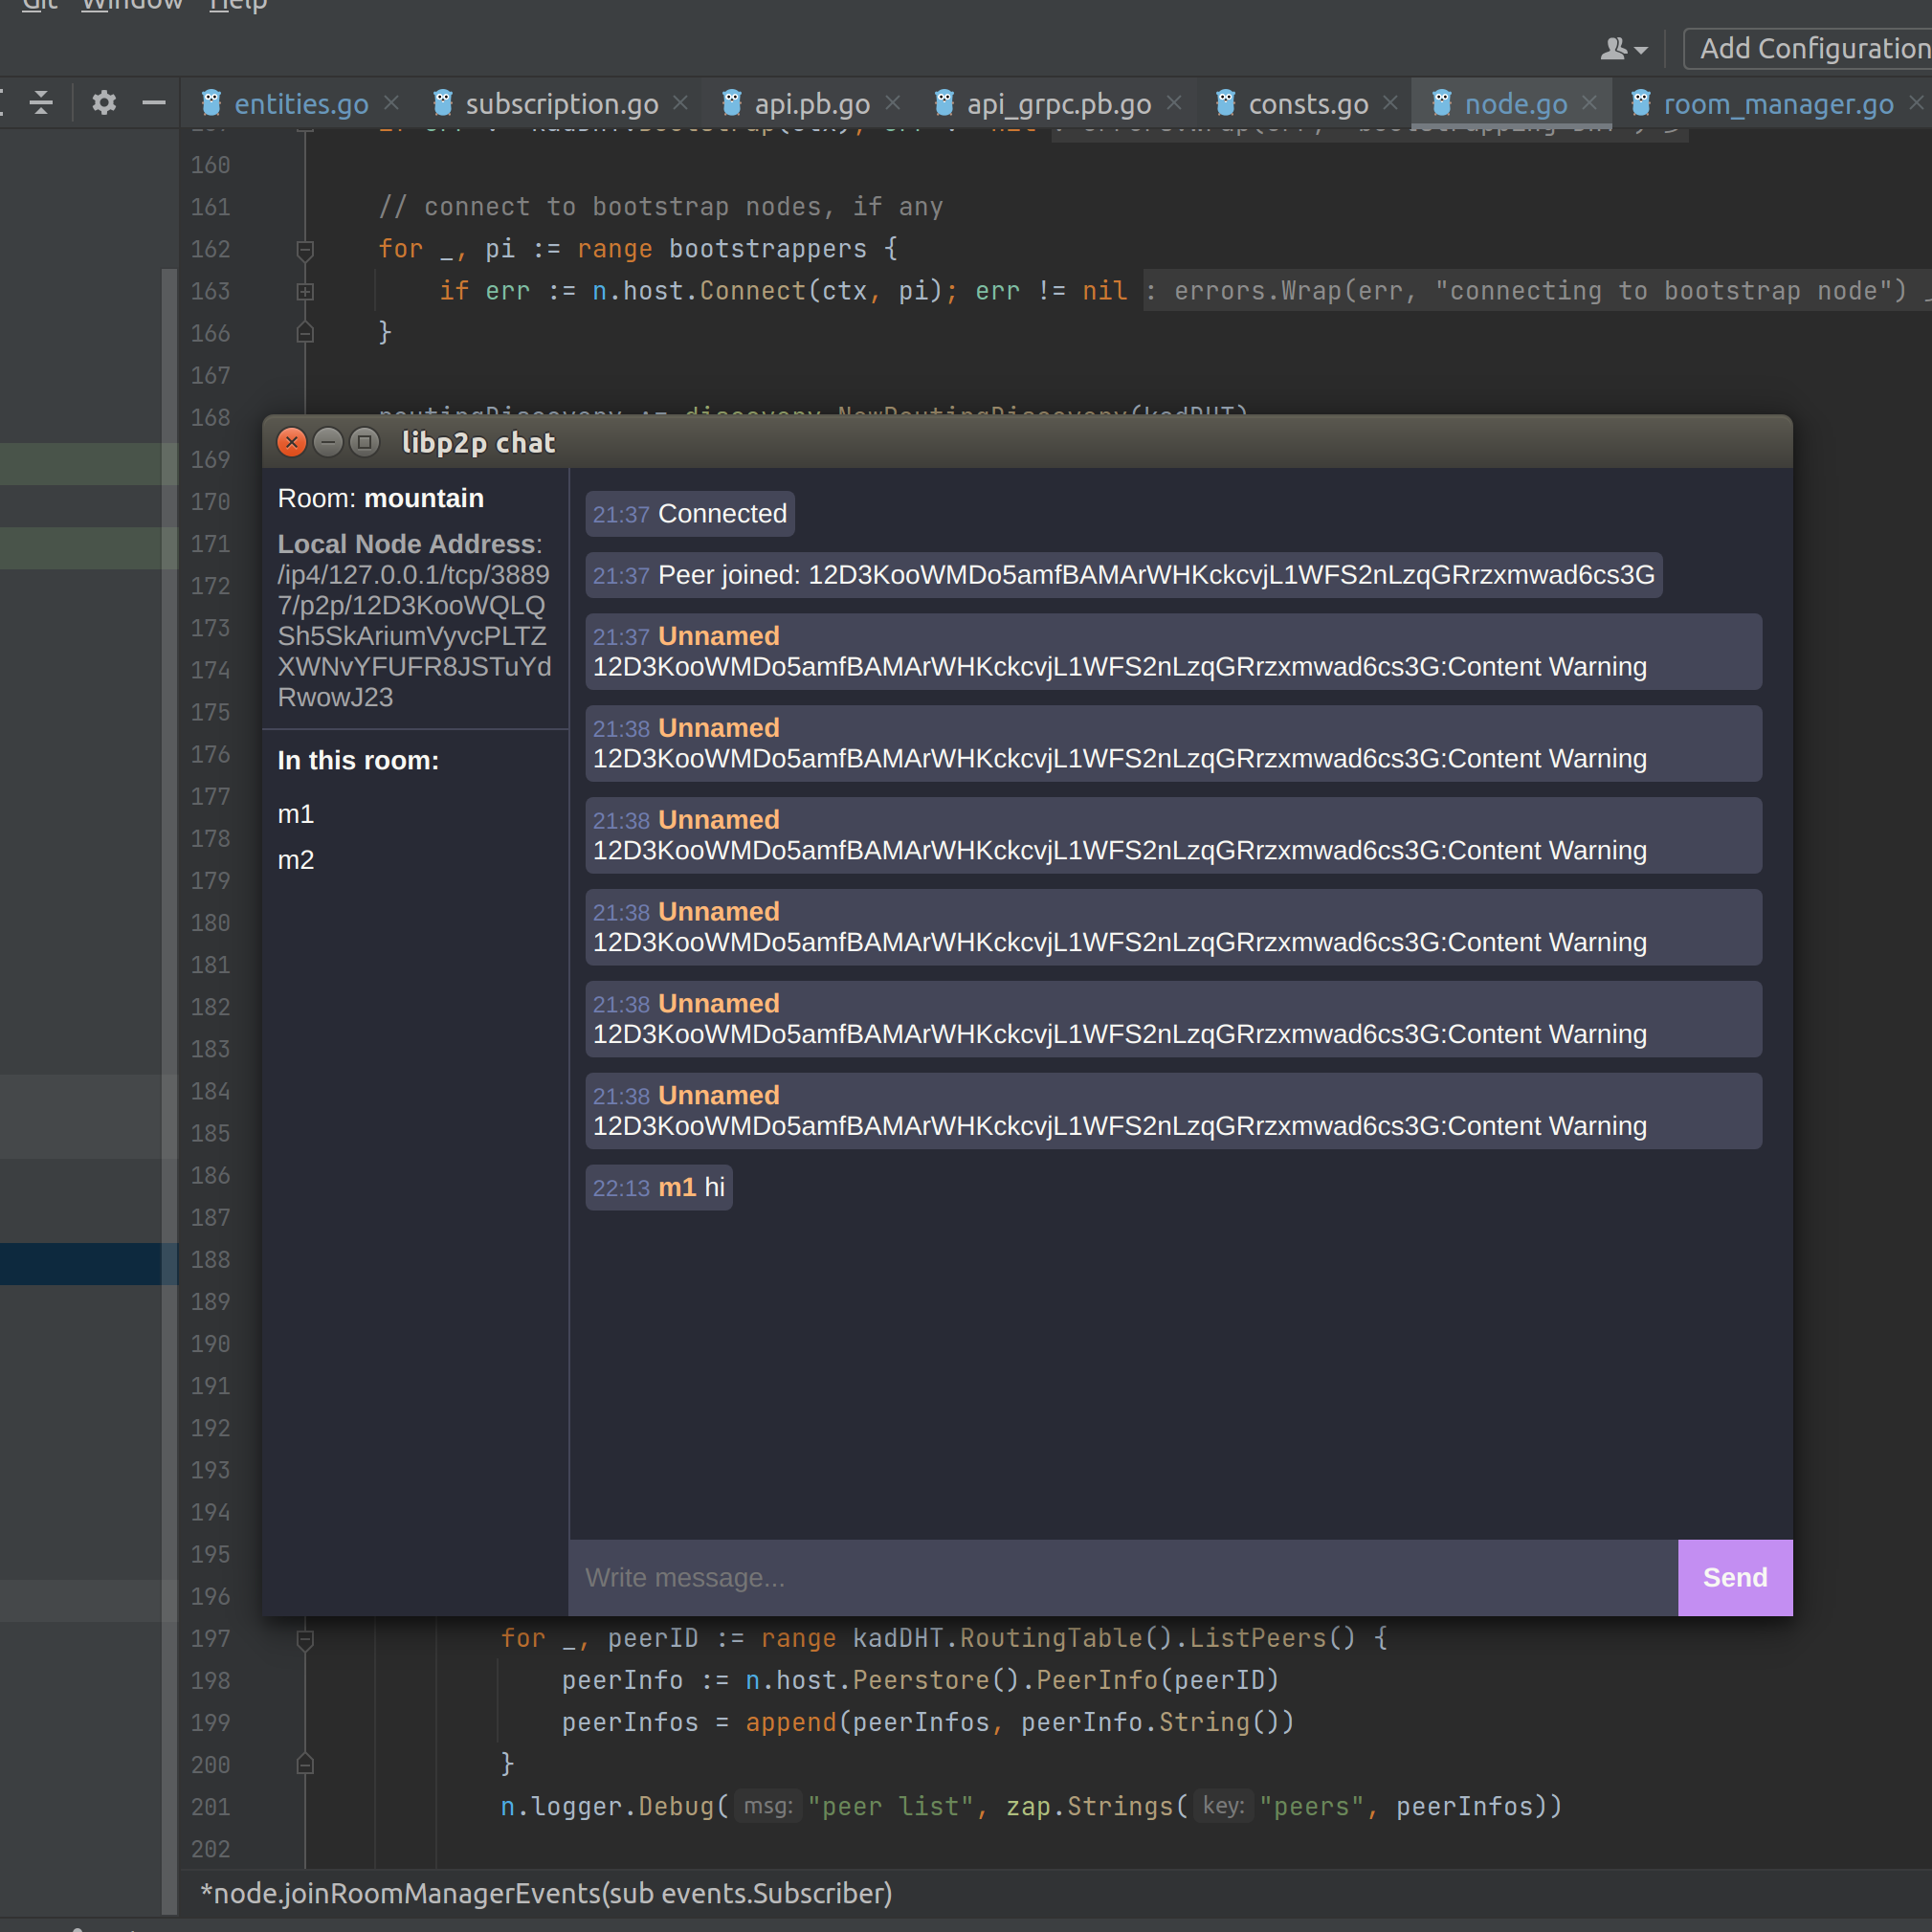 Git Window Help
Add Configuration
entities.go subscription.go api.pb.go api_grpc.pb.go consts.go node.go room_manager.go
160
161 // connect to bootstrap nodes, if any
162 for _, pi := range bootstrappers {
163 if err := n.host.Connect(ctx, pi); err != nil : errors.Wrap(err, "connecting to bootstrap node")
166 }
167
168 routingDiscovery := discovery.NewRoutingDiscovery(kadDHT)
169
170
171
172
173
174
175
176
177
178
179
180
181
182
183
184
185
186
187
188
189
190
191
192
193
194
195
196
libp2p chat
Room: mountain
Local Node Address:
/ip4/127.0.0.1/tcp/3889
7/p2p/12D3KooWQLQ
Sh5SkAriumVyvcPLTZ
XWNvYFUFR8JSTuYd
RwowJ23
In this room:
m1
m2
21:37 Connected
21:37 Peer joined: 12D3KooWMDo5amfBAMArWHKckcvjL1WFS2nLzqGRrzxmwad6cs3G
21:37 Unnamed
12D3KooWMDo5amfBAMArWHKckcvjL1WFS2nLzqGRrzxmwad6cs3G:Content Warning
21:38 Unnamed
12D3KooWMDo5amfBAMArWHKckcvjL1WFS2nLzqGRrzxmwad6cs3G:Content Warning
21:38 Unnamed
12D3KooWMDo5amfBAMArWHKckcvjL1WFS2nLzqGRrzxmwad6cs3G:Content Warning
21:38 Unnamed
12D3KooWMDo5amfBAMArWHKckcvjL1WFS2nLzqGRrzxmwad6cs3G:Content Warning
21:38 Unnamed
12D3KooWMDo5amfBAMArWHKckcvjL1WFS2nLzqGRrzxmwad6cs3G:Content Warning
21:38 Unnamed
12D3KooWMDo5amfBAMArWHKckcvjL1WFS2nLzqGRrzxmwad6cs3G:Content Warning
22:13 m1 hi
Write message...
Send
197 for _, peerID := range kadDHT.RoutingTable().ListPeers() {
198 peerInfo := n.host.Peerstore().PeerInfo(peerID)
199 peerInfos = append(peerInfos, peerInfo.String())
200 }
201 n.logger.Debug( msg: "peer list", zap.Strings( key: "peers", peerInfos))
202
*node.joinRoomManagerEvents(sub events.Subscriber)